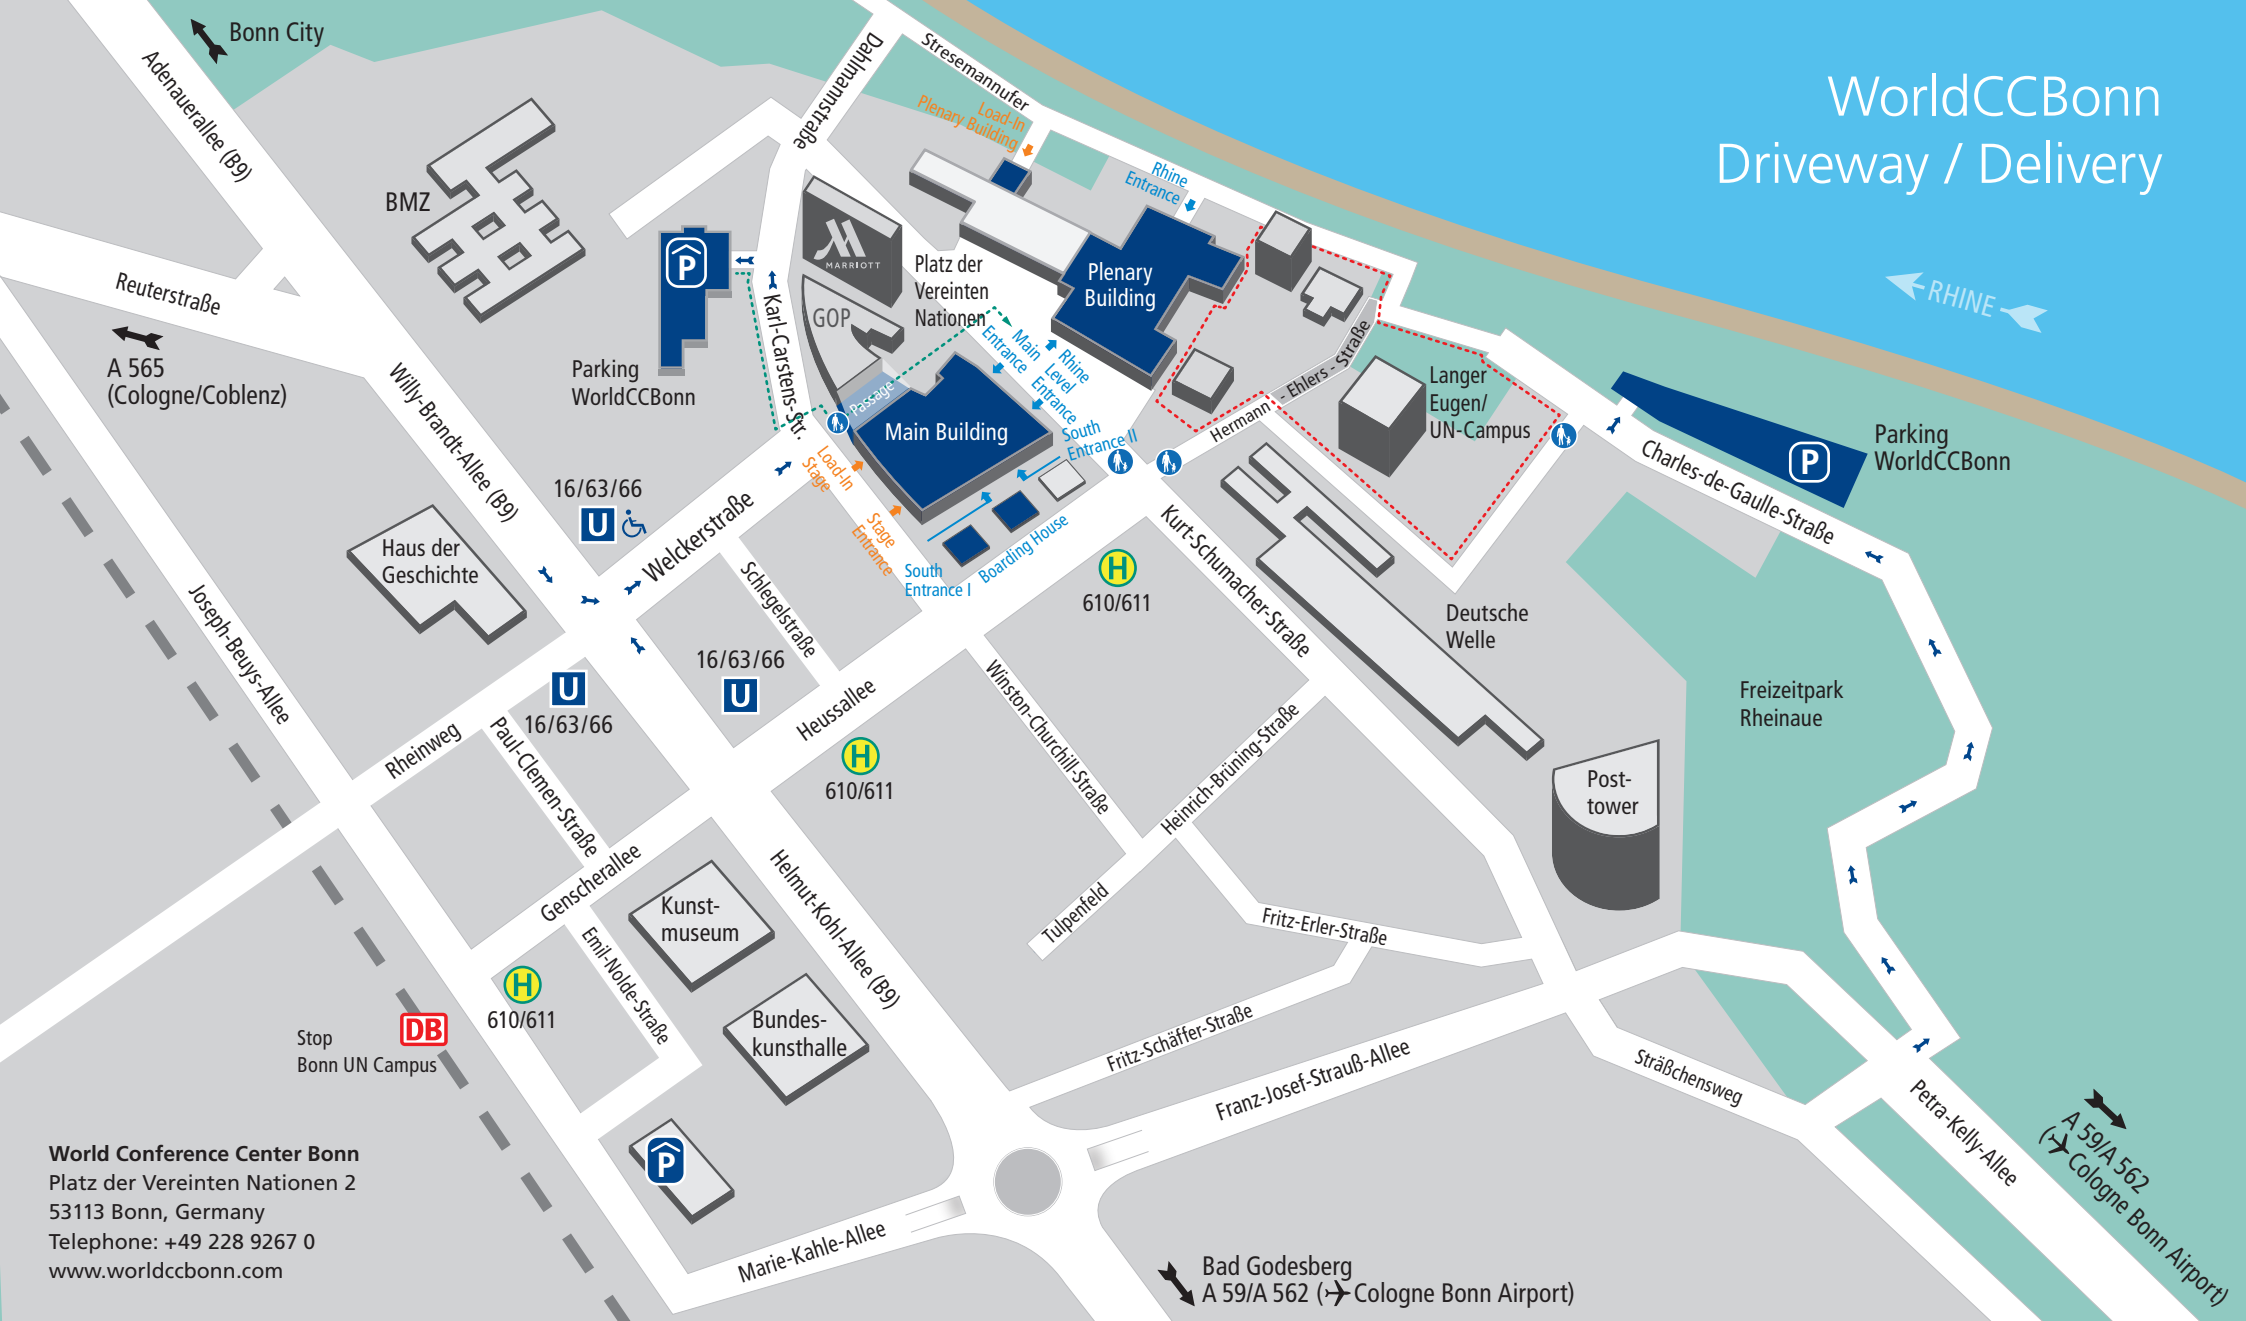 WorldCCBonn
Driveway / Delivery
Bonn City
Adenauerallee (B9)
Dahlmannstraße
Stresemannufer
Load-In
Plenary Building
Rhine
Entrance
BMZ
Reuterstraße
A 565
(Cologne/Coblenz)
P
Parking
WorldCCBonn
Karl-Carstens-Str.
MARRIOTT
GOP
Platz der
Vereinten
Nationen
Plenary
Building
Main
Entrance
Rhine
Level
Entrance
Passage
Main Building
South
Entrance II
Load-In
Stage
Stage
Entrance
South
Entrance I
Boarding House
Hermann - Ehlers - Straße
Langer
Eugen/
UN-Campus
RHINE
P
Parking
WorldCCBonn
Charles-de-Gaulle-Straße
Willy-Brandt-Allee (B9)
16/63/66
U
Welckerstraße
Haus der
Geschichte
Schlegelstraße
H
610/611
Kurt-Schumacher-Straße
Deutsche
Welle
Joseph-Beuys-Allee
16/63/66
U
U
16/63/66
Heussallee
Winston-Churchill-Straße
Heinrich-Brüning-Straße
Freizeitpark
Rheinaue
Rheinweg
Paul-Clemen-Straße
H
610/611
Post-
tower
Genscherallee
Helmut-Kohl-Allee (B9)
Tulpenfeld
Fritz-Erler-Straße
Kunst-
museum
Emil-Nolde-Straße
H
610/611
DB
Stop
Bonn UN Campus
Bundes-
kunsthalle
Fritz-Schäffer-Straße
Franz-Josef-Strauß-Allee
Sträßchensweg
Petra-Kelly-Allee
A 59/A 562
(Cologne Bonn Airport)
P
Marie-Kahle-Allee
Bad Godesberg
A 59/A 562 (Cologne Bonn Airport)
World Conference Center Bonn
Platz der Vereinten Nationen 2
53113 Bonn, Germany
Telephone: +49 228 9267 0
www.worldccbonn.com